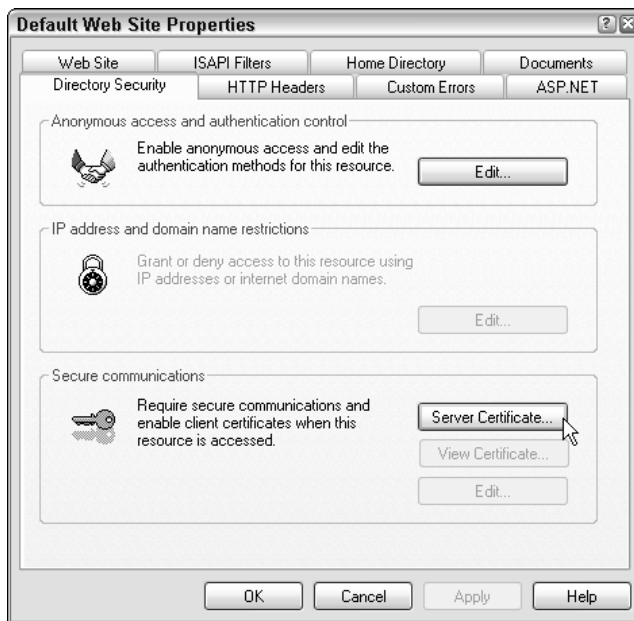 Default Web Site Properties
Web Site
ISAPI Filters
Home Directory
Documents
Directory Security
HTTP Headers
Custom Errors
ASP.NET
Anonymous access and authentication control
Enable anonymous access and edit the
authentication methods for this resource.
Edit...
IP address and domain name restrictions
Grant or deny access to this resource using
IP addresses or internet domain names.
Edit...
Secure communications
Require secure communications and
enable client certificates when this
resource is accessed.
Server Certificate...
View Certificate...
Edit...
OK
Cancel
Apply
Help